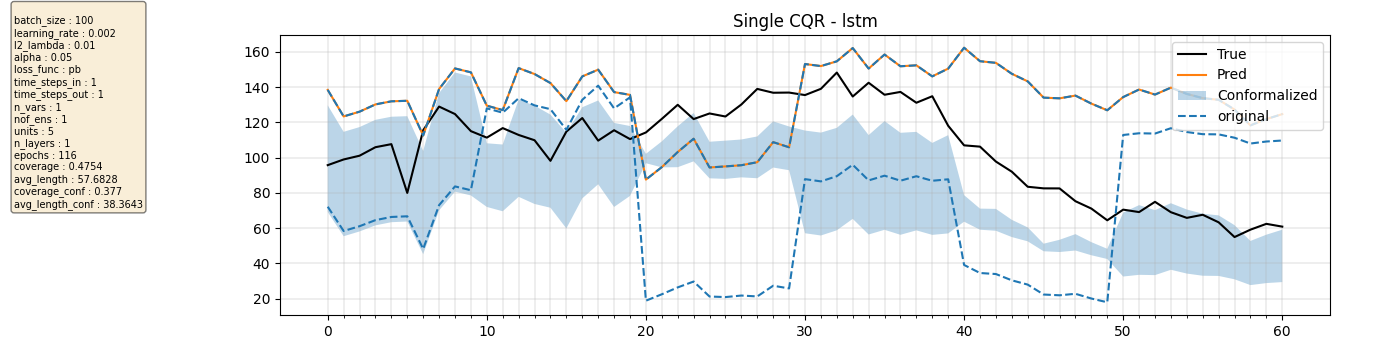 Single CQR - lstm
batch_size : 100
learning_rate : 0.002
l2_lambda : 0.01
alpha : 0.05
loss_func : pb
time_steps_in : 1
time_steps_out : 1
n_vars : 1
nof_ens : 1
units : 5
n_layers : 1
epochs : 116
coverage : 0.4754
avg_length : 57.6828
coverage_conf : 0.377
avg_length_conf : 38.3643
160
140
120
100
80
60
40
20
0 10 20 30 40 50 60
True
Pred
Conformalized
original